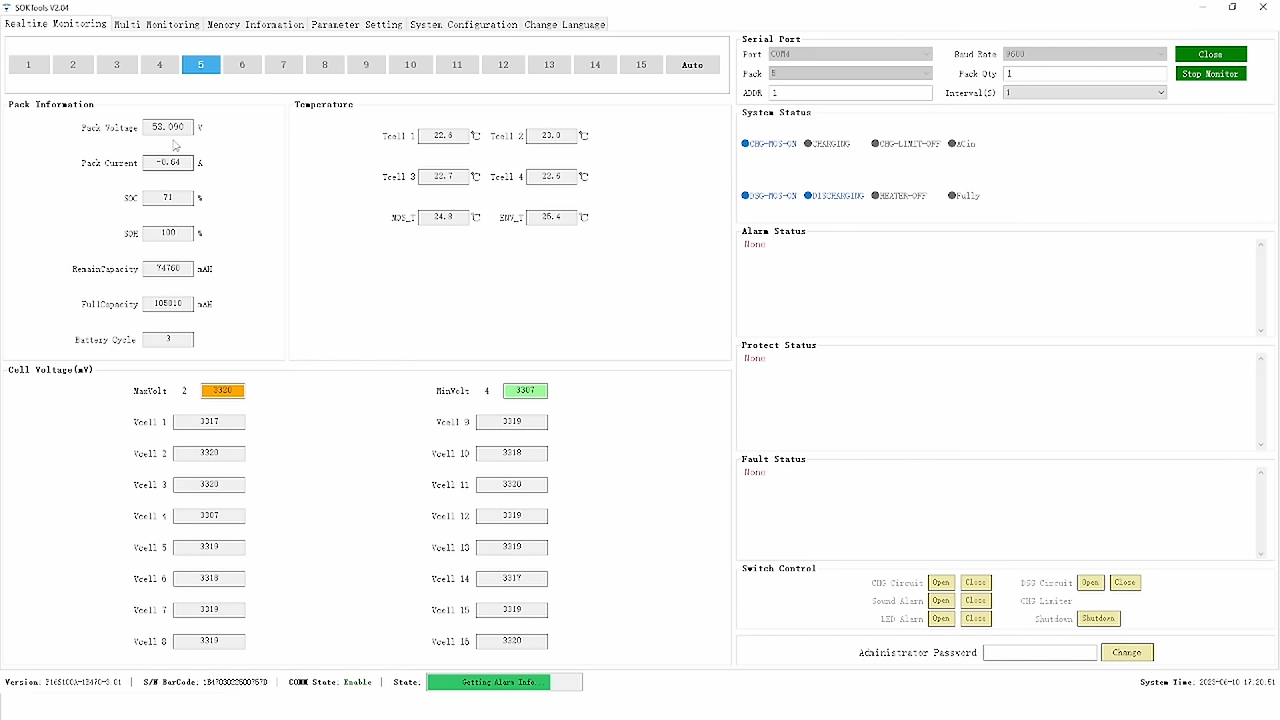 SOKTools V2.04
Realtime Monitoring Multi Monitoring Memory Information Parameter Setting System Configuration Change Language
1 2 3 4 5 6 7 8 9 10 11 12 13 14 15 Auto
Serial Port
Port COM4 Baud Rate 9600 Close
Pack 5 Pack Qty 1 Stop Monitor
ADDR 1 Interval(S) 1
Pack Information
Pack Voltage 53.090 V
Pack Current -0.64 A
SOC 71 %
SOH 100 %
RemainCapacity 74760 mAH
FullCapacity 105010 mAH
Battery Cycle 3
Temperature
Tcell 1 22.6 ℃ Tcell 2 23.0 ℃
Tcell 3 22.7 ℃ Tcell 4 22.6 ℃
MOS_T 24.8 ℃ ENV_T 25.4 ℃
System Status
CHG-MOS-ON CHARGING CHG-LIMIT-OFF ACin
DSG-MOS-ON DISCHARGING HEATER-OFF Fully
Alarm Status
None
Protect Status
None
Fault Status
None
Cell Voltage(mV)
MaxVolt 2 3320 MinVolt 4 3307
Vcell 1 3317 Vcell 9 3319
Vcell 2 3320 Vcell 10 3318
Vcell 3 3320 Vcell 11 3320
Vcell 4 3307 Vcell 12 3319
Vcell 5 3319 Vcell 13 3319
Vcell 6 3318 Vcell 14 3317
Vcell 7 3319 Vcell 15 3319
Vcell 8 3319 Vcell 16 3320
Switch Control
CHG Circuit Open Close DSG Circuit Open Close
Sound Alarm Open Close CHG Limiter
LED Alarm Open Close Shutdown Shutdown
Administrator Password Change
Version: | S/N BarCode: | COMM State: Enable | State: Getting Alarm Info... System Time: 2023-06-10 17:20:51